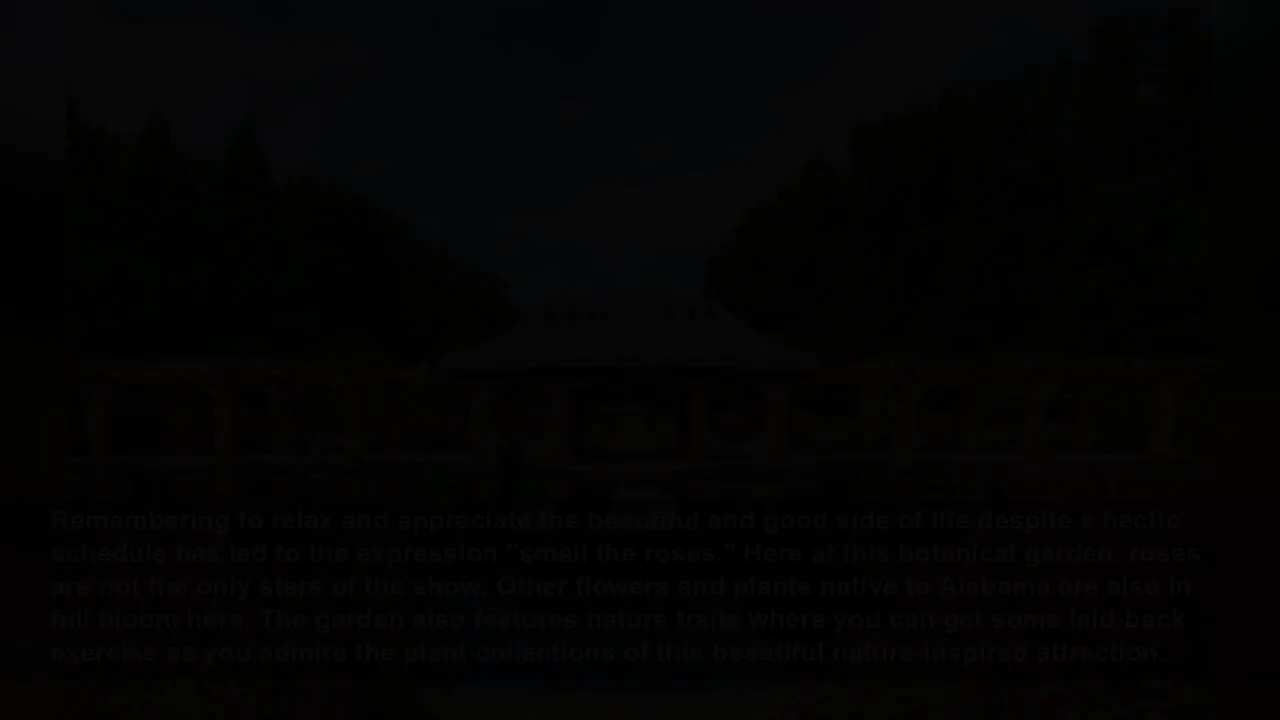 Remembering to relax and appreciate the beautiful and good side of life despite a hectic
schedule has led to the expression "smell the roses." Here at this botanical garden, roses
are not the only stars of the show. Other flowers and plants native to Alabama are also in
full bloom here. The garden also features nature trails where you can get some laid-back
exercise as you admire the plant collections of this beautiful nature-inspired attraction.